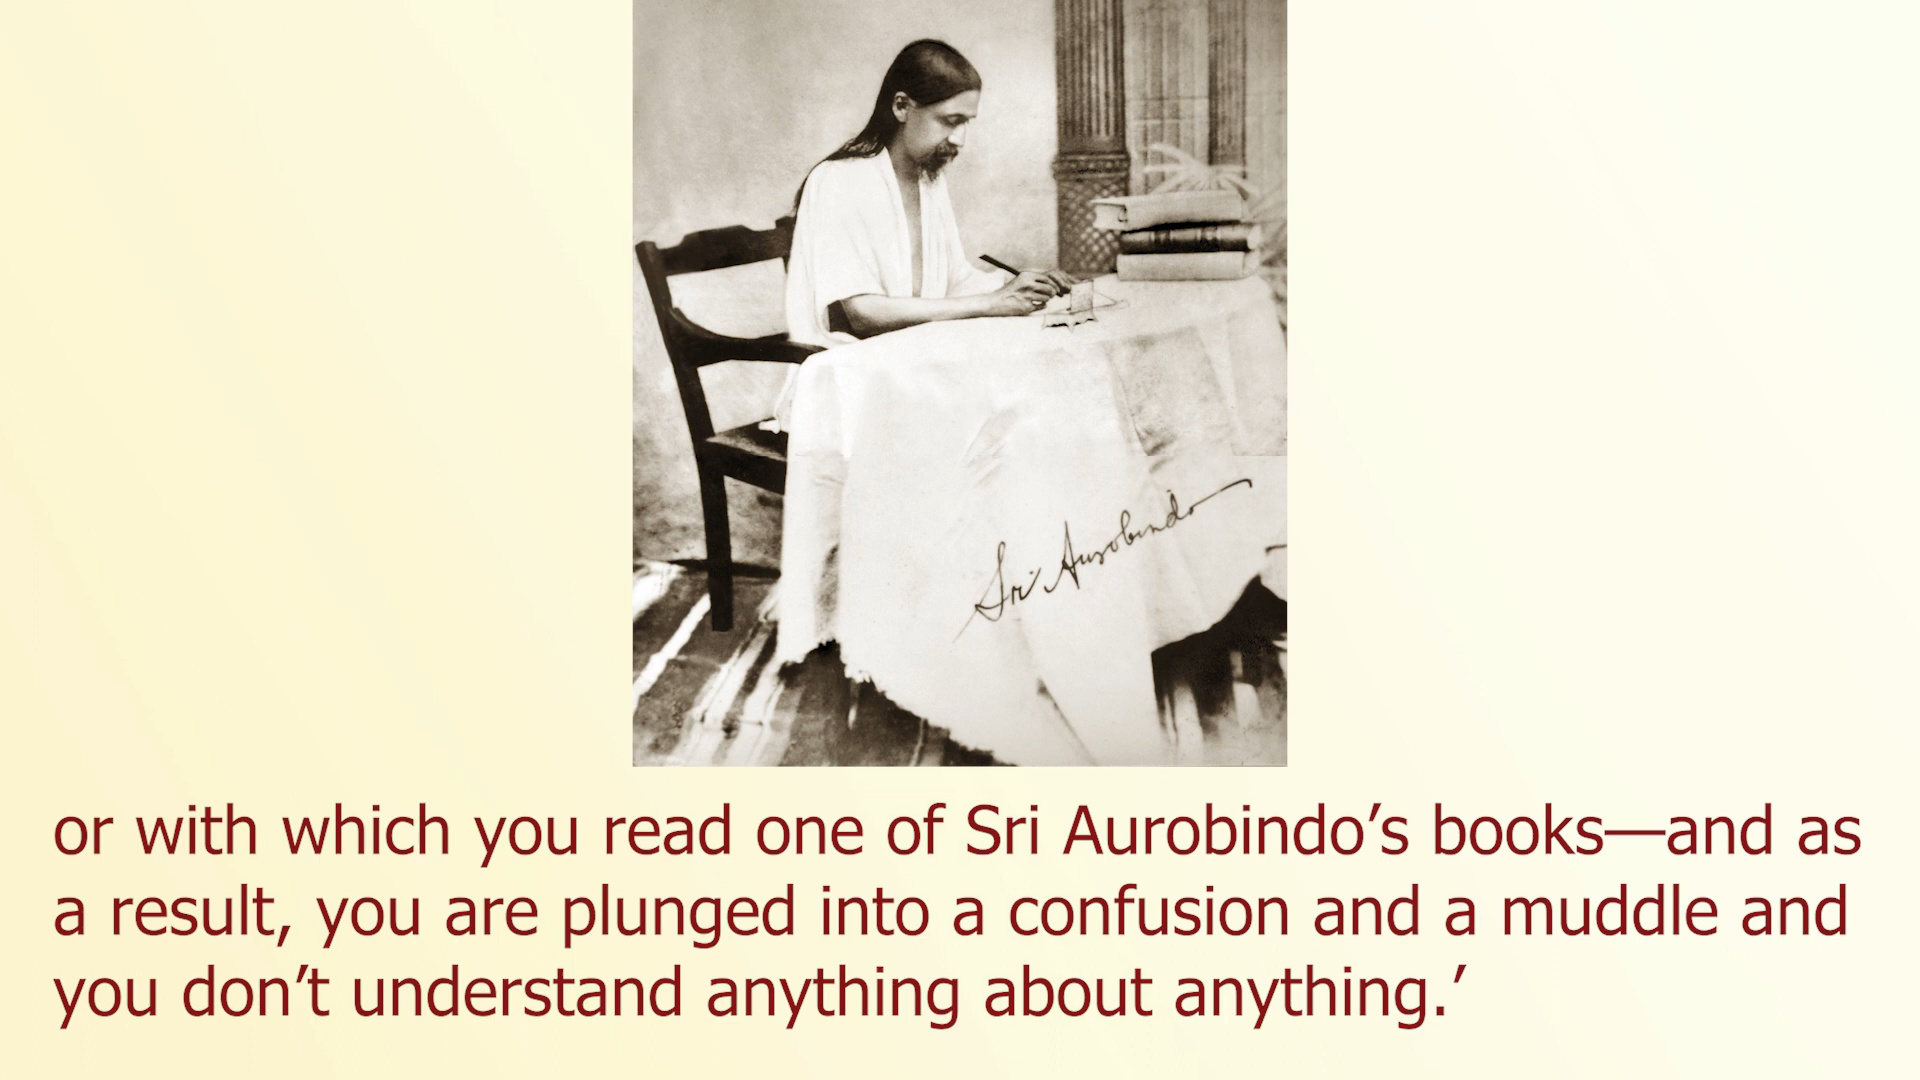 Sri Aurobindo
or with which you read one of Sri Aurobindo’s books—and as
a result, you are plunged into a confusion and a muddle and
you don’t understand anything about anything.’